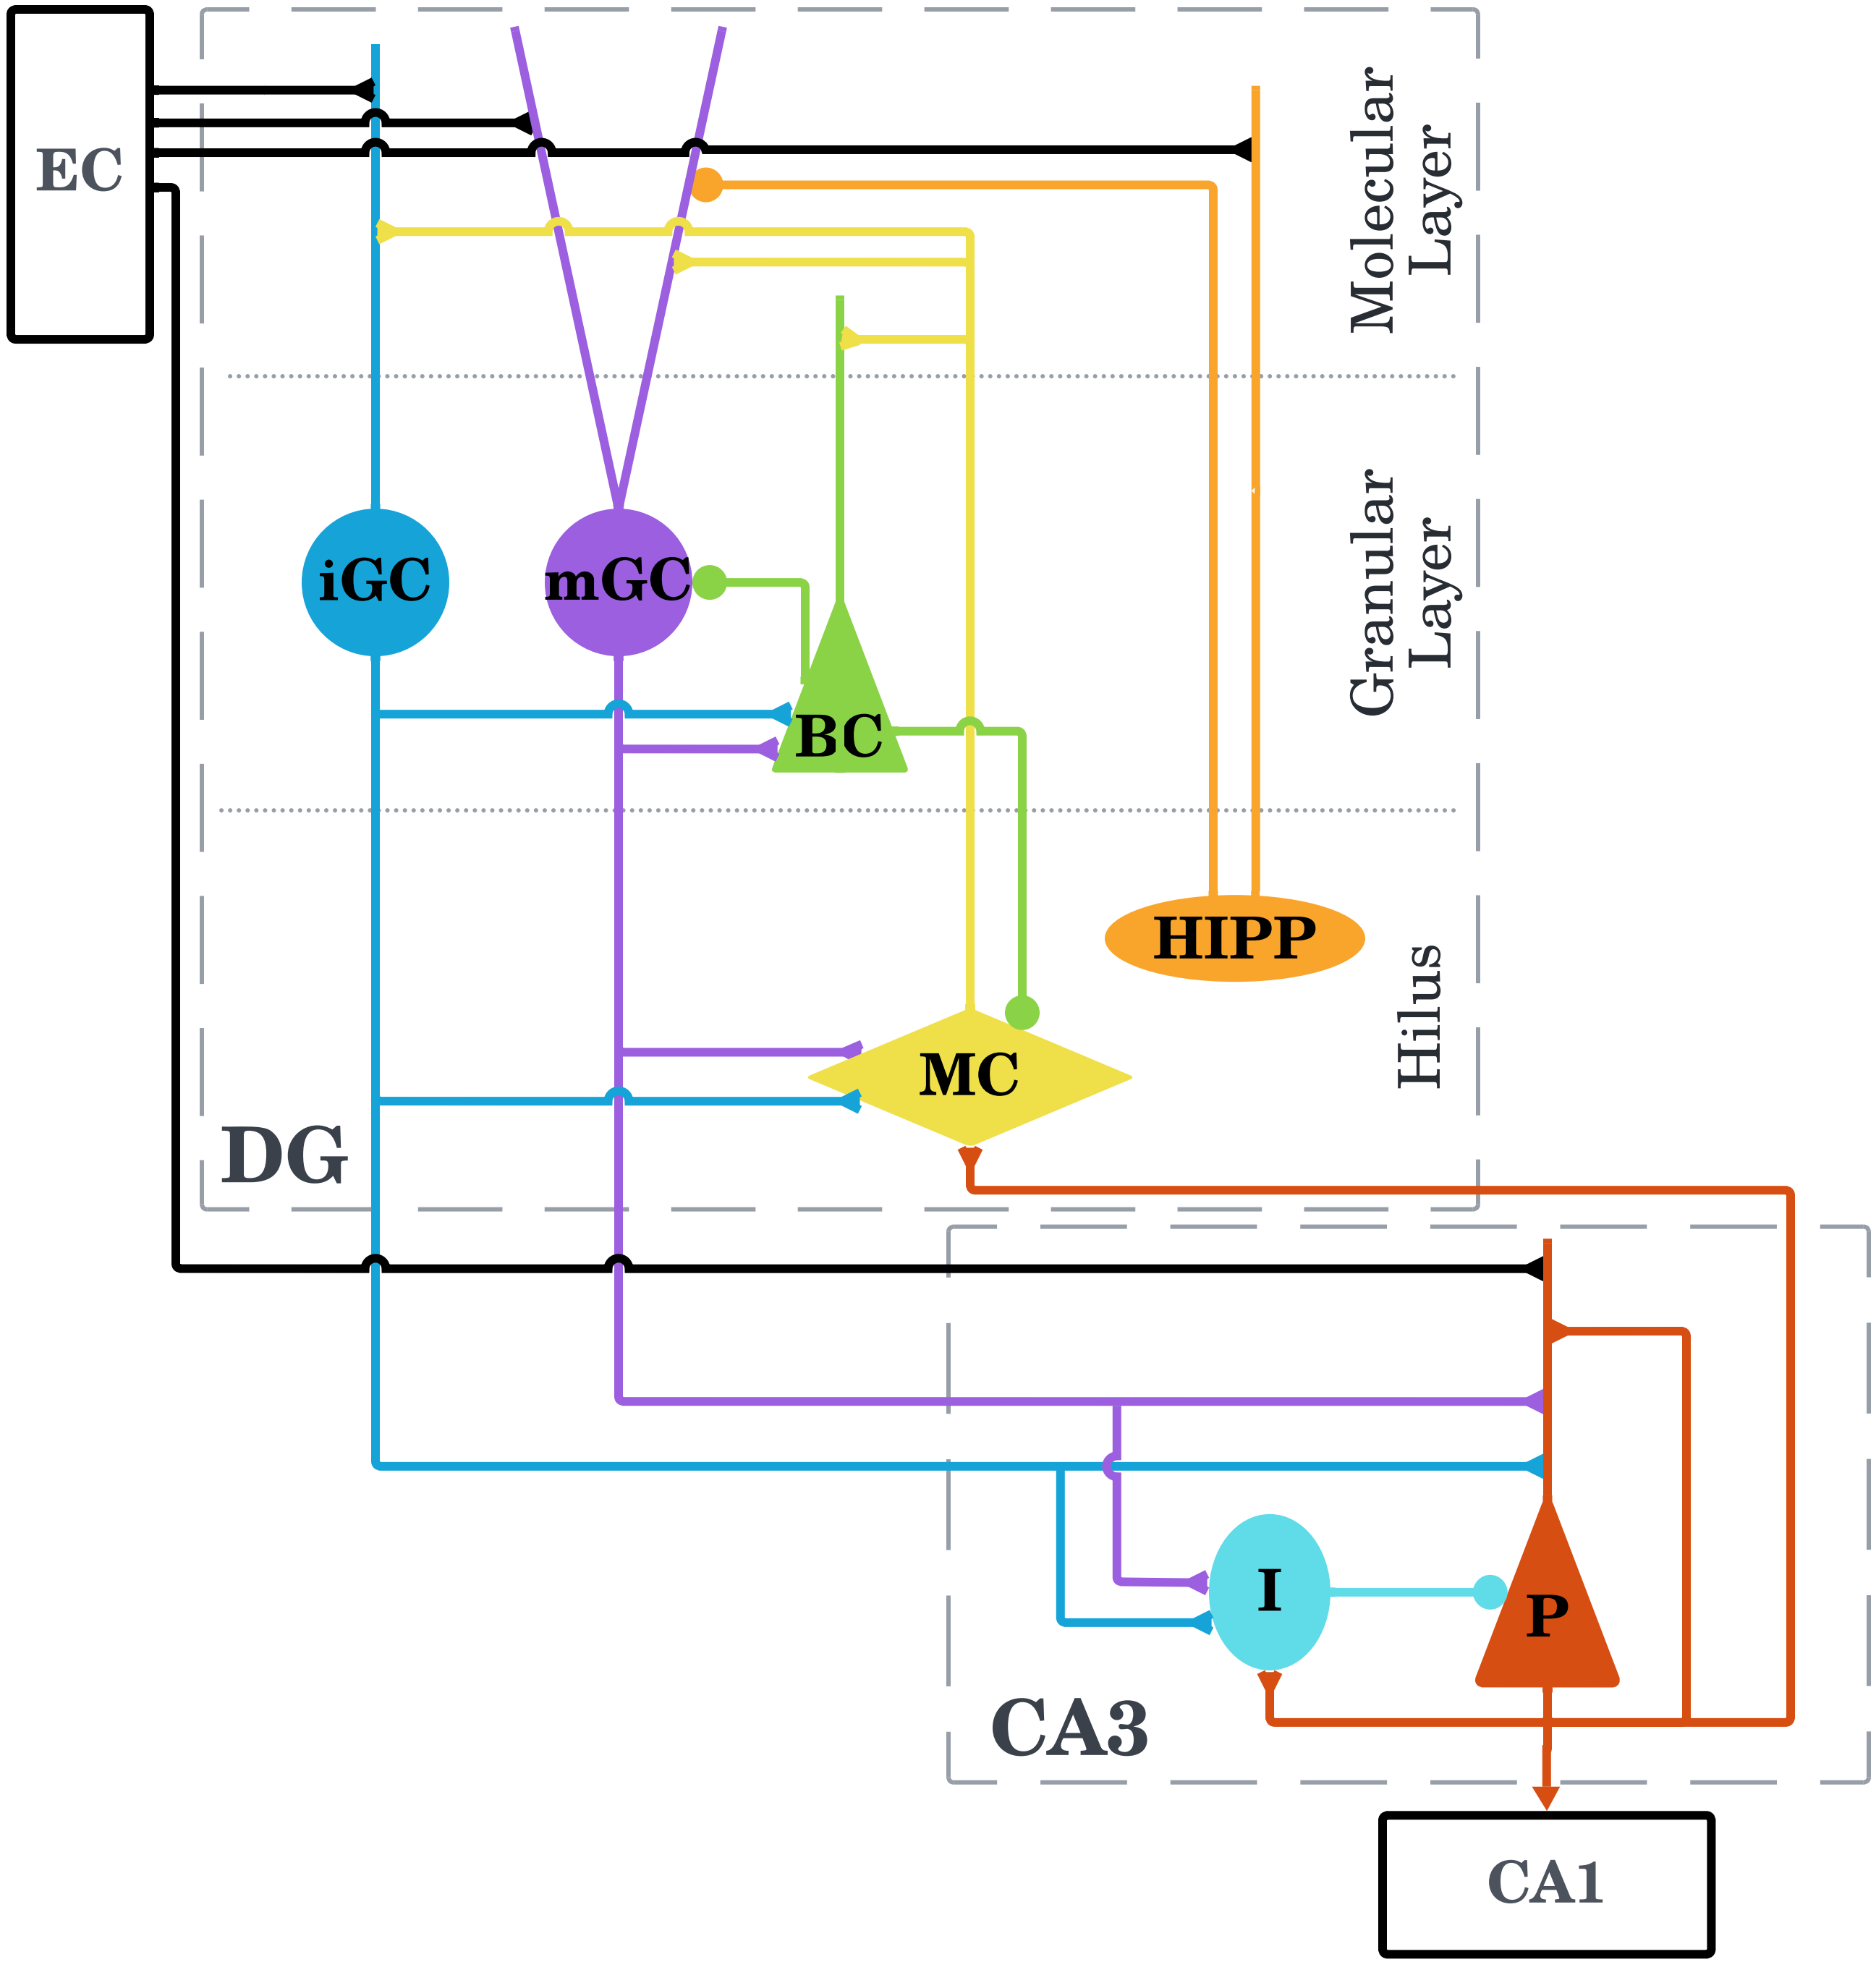 EC
Molecular
Layer
iGC
mGC
BC
Granular
Layer
HIPP
MC
Hilus
DG
I
P
CA3
CA1